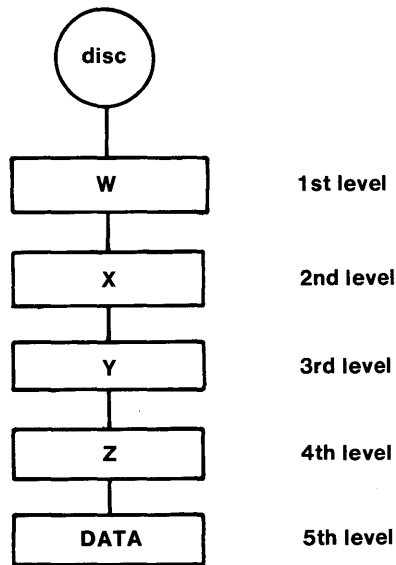 disc
W 1st level
X 2nd level
Y 3rd level
Z 4th level
DATA 5th level